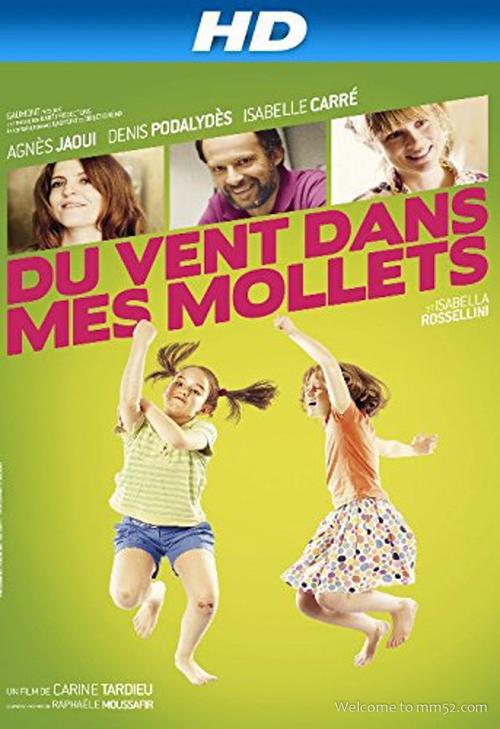 HD
AGNÈS JAOUI DENIS PODALYDÈS ISABELLE CARRÉ
DU VENT DANS
MES MOLLETS
ET ISABELLA
ROSSELLINI
UN FILM DE CARINE TARDIEU
RAPHAËLE MOUSSAFIR
Welcome to mm52.com